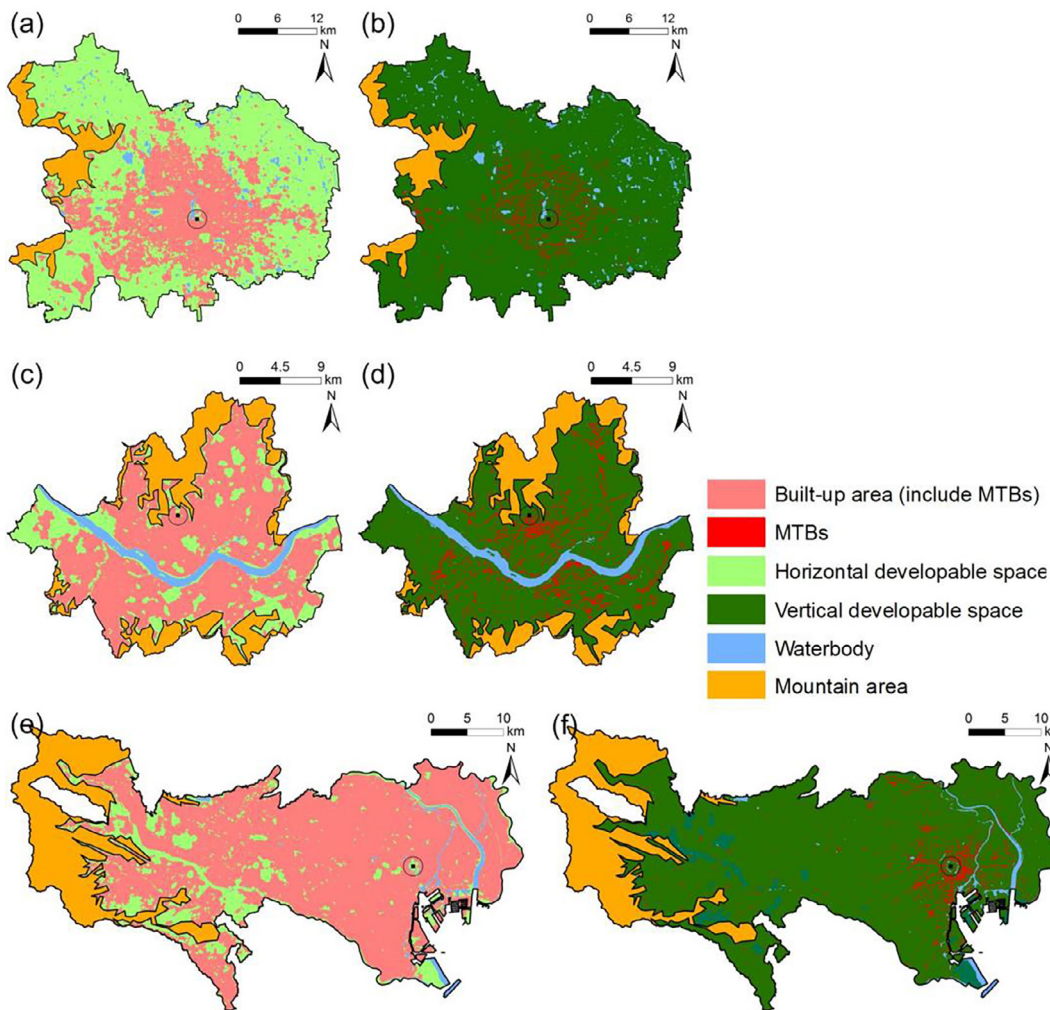 (a)
0 6 12
km
N
(b)
0 6 12
km
N
(c)
0 4.5 9
km
N
(d)
0 4.5 9
km
N
Built-up area (include MTBs)
MTBs
Horizontal developable space
Vertical developable space
Waterbody
Mountain area
(e)
0 5 10
km
N
(f)
0 5 10
N